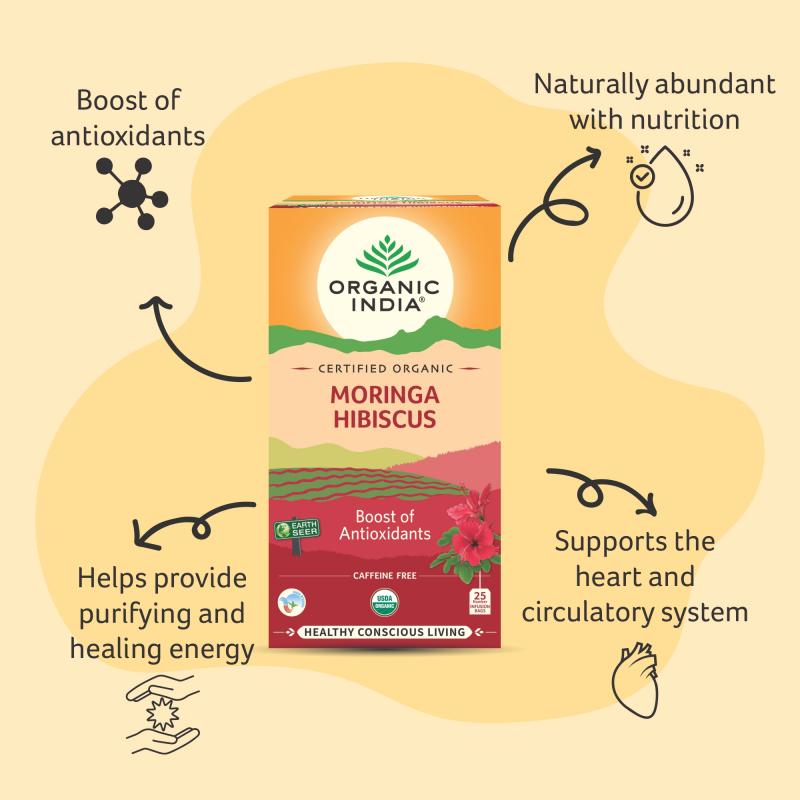 Boost of
antioxidants
Naturally abundant
with nutrition
ORGANIC
INDIA®
CERTIFIED ORGANIC
MORINGA
HIBISCUS
Boost of
Antioxidants
EARTH
SEER
CAFFEINE FREE
USDA
ORGANIC
25
INFUSION
BAGS
HEALTHY CONSCIOUS LIVING
Helps provide
purifying and
healing energy
Supports the
heart and
circulatory system